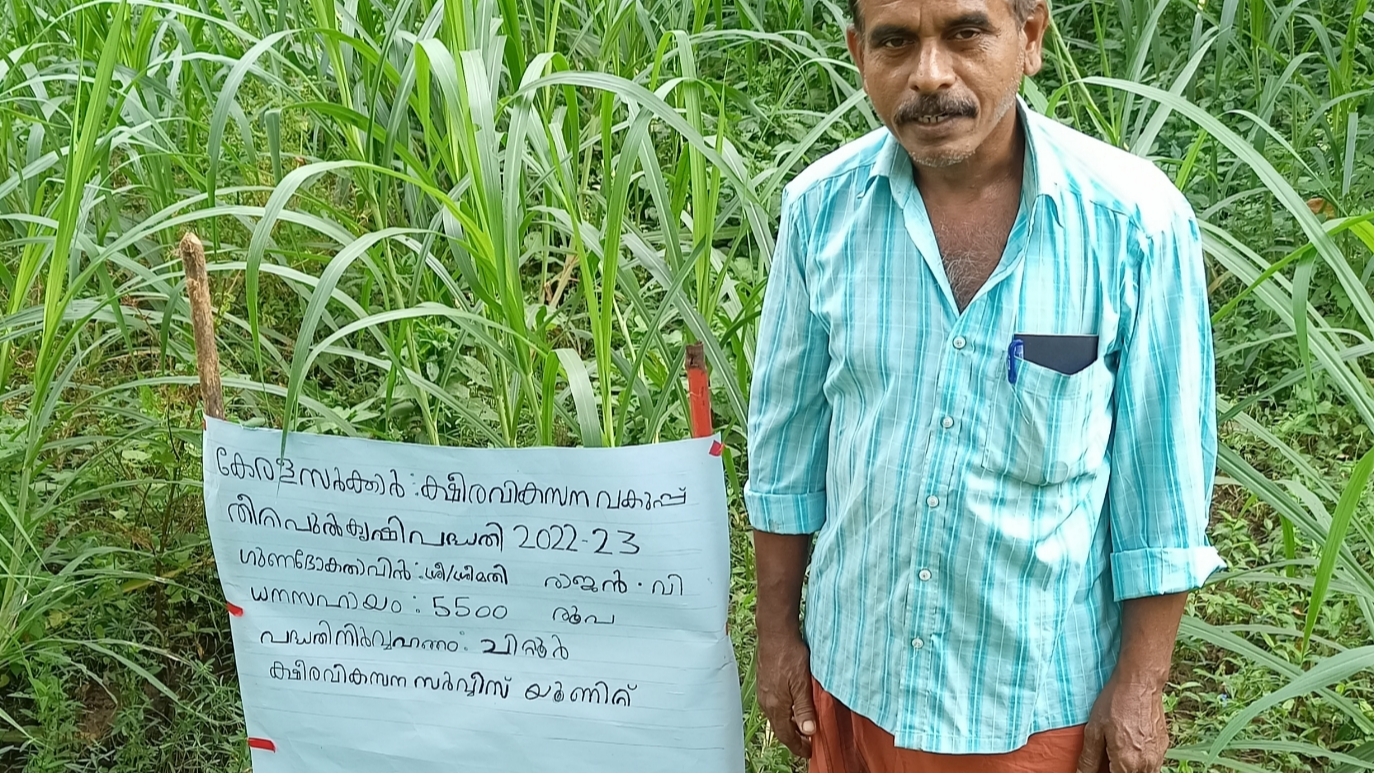 കേരളസർക്കാർ : ക്ഷീരവികസന വകുപ്പ്
തീറ്റപുൽകൃഷിപദ്ധതി 2022-23
ഗുണഭോക്താവിൻ : ശ്രീ/ശ്രീമതി രാജൻ . വി
ധനസഹായം : 5500 രൂപ
പദ്ധതിനിർവ്വഹണം : ചിറ്റൂർ
ക്ഷീരവികസന സർവ്വീസ് യൂണിറ്റ്